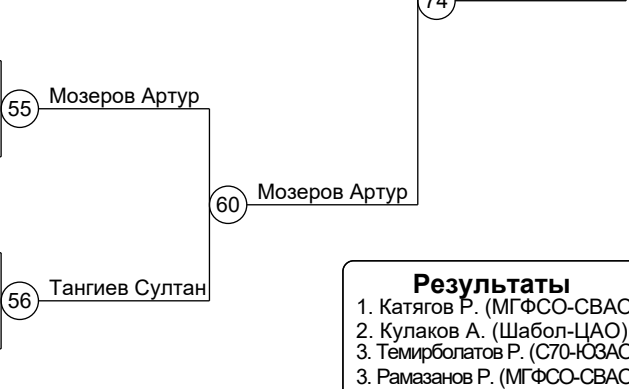 74
Мозеров Артур
55
Мозеров Артур
60
Тангиев Султан
56
Результаты
1. Катягов Р. (МГФСО-СВАО
2. Кулаков А. (Шабол-ЦАО)
3. Темирболатов Р. (С70-ЮЗАО
3. Рамазанов Р. (МГФСО-СВАО